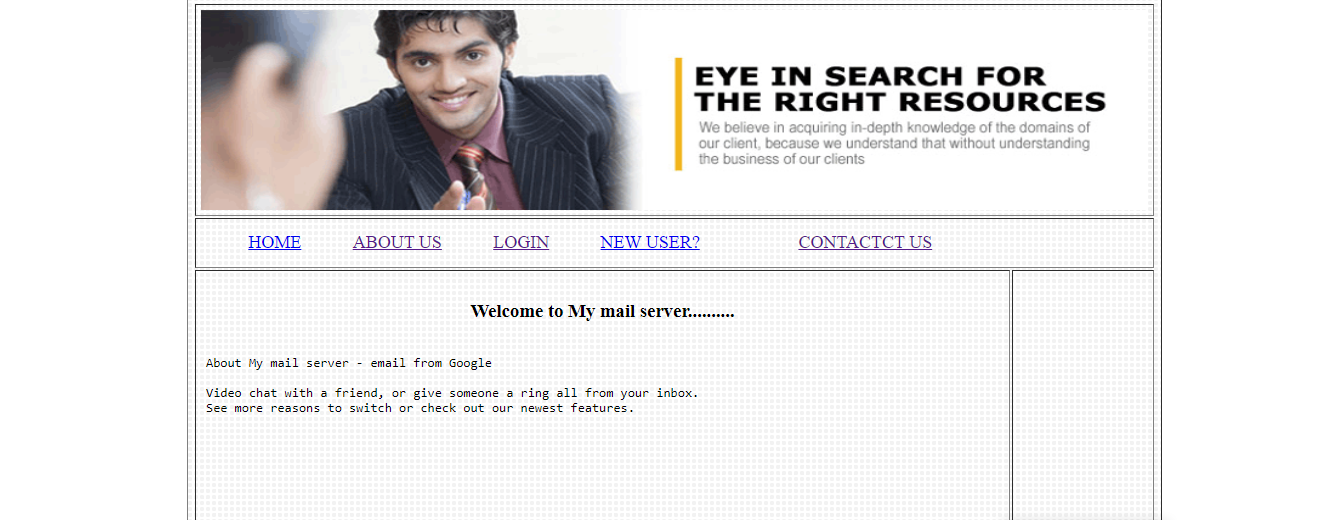 EYE IN SEARCH FOR
THE RIGHT RESOURCES
We believe in acquiring in-depth knowledge of the domains of
our client, because we understand that without understanding
the business of our clients
HOME ABOUT US LOGIN NEW USER? CONTACTCT US
Welcome to My mail server..........
About My mail server - email from Google
Video chat with a friend, or give someone a ring all from your inbox.
See more reasons to switch or check out our newest features.